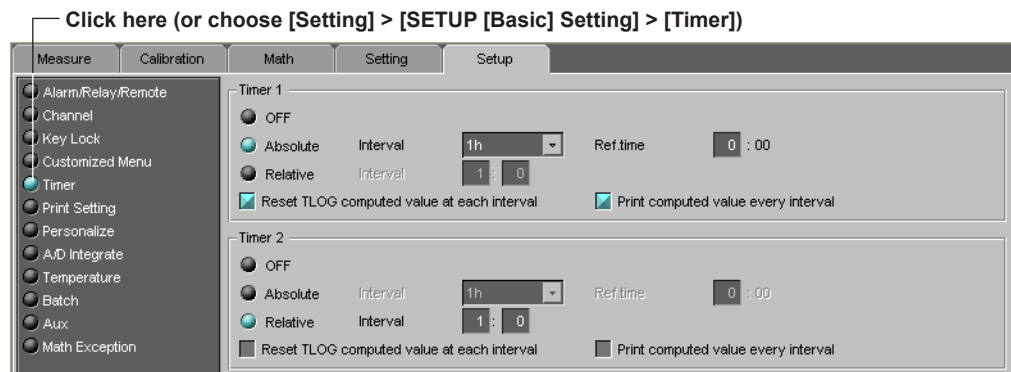 Click here (or choose [Setting] > [SETUP [Basic] Setting] > [Timer])
Measure Calibration Math Setting Setup
Alarm/Relay/Remote
Channel
Key Lock
Customized Menu
Timer
Print Setting
Personalize
A/D Integrate
Temperature
Batch
Aux
Math Exception
Timer 1
OFF
Absolute Interval 1h Ref.time 0 : 00
Relative Interval 1 : 0
Reset TLOG computed value at each interval Print computed value every interval
Timer 2
OFF
Absolute Interval 1h Ref.time 0 : 00
Relative Interval 1 : 0
Reset TLOG computed value at each interval Print computed value every interval